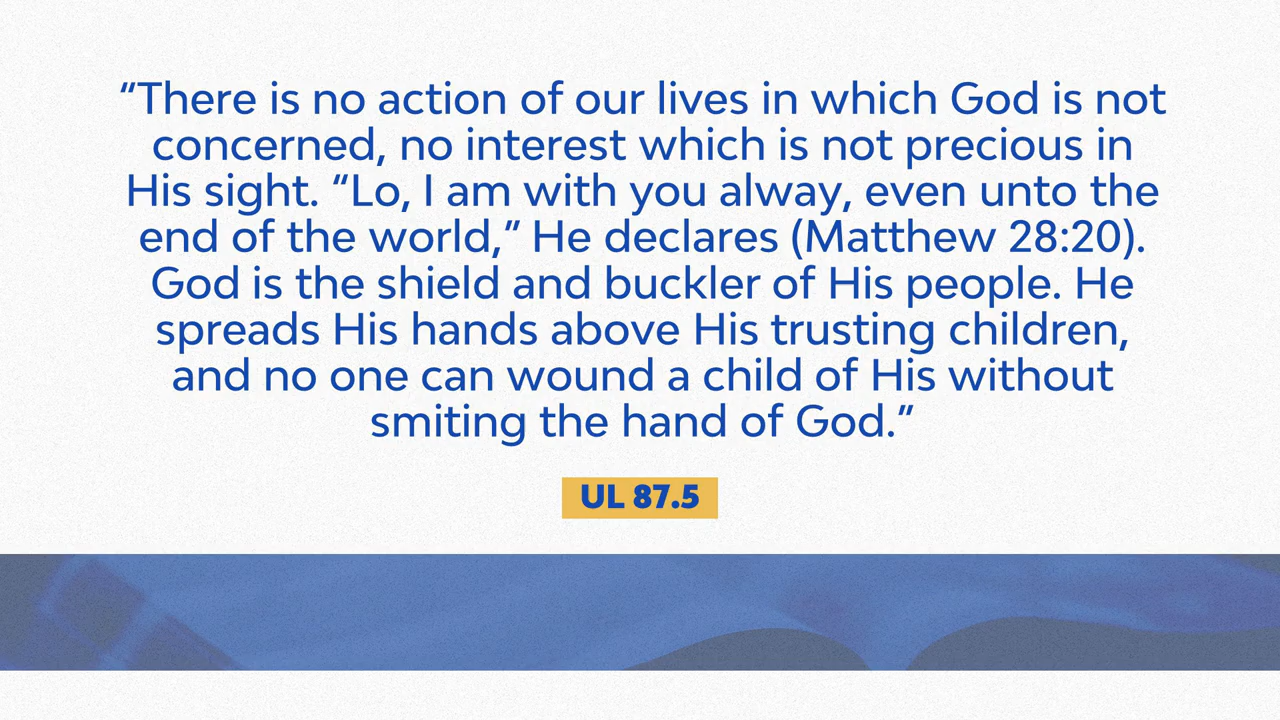 “There is no action of our lives in which God is not
concerned, no interest which is not precious in
His sight. “Lo, I am with you alway, even unto the
end of the world,” He declares (Matthew 28:20).
God is the shield and buckler of His people. He
spreads His hands above His trusting children,
and no one can wound a child of His without
smiting the hand of God.”
UL 87.5